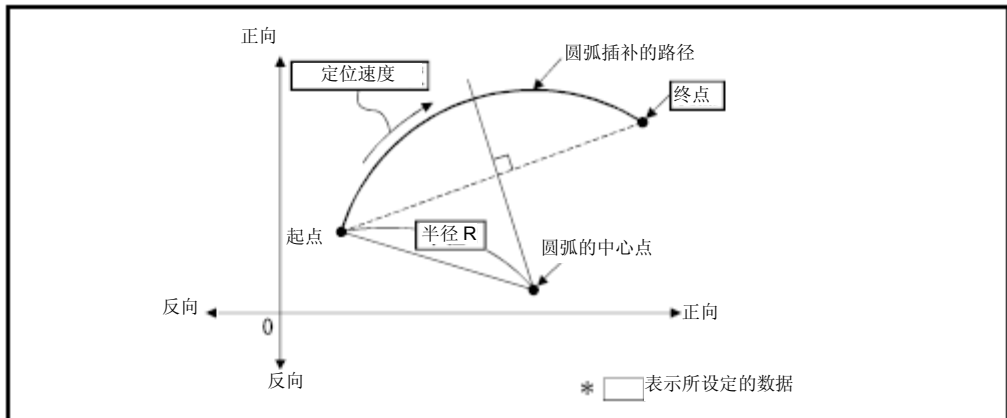 正向
圆弧插补的路径
定位速度
终点
起点
半径 R
圆弧的中心点
反向
正向
0
反向
* 表示所设定的数据